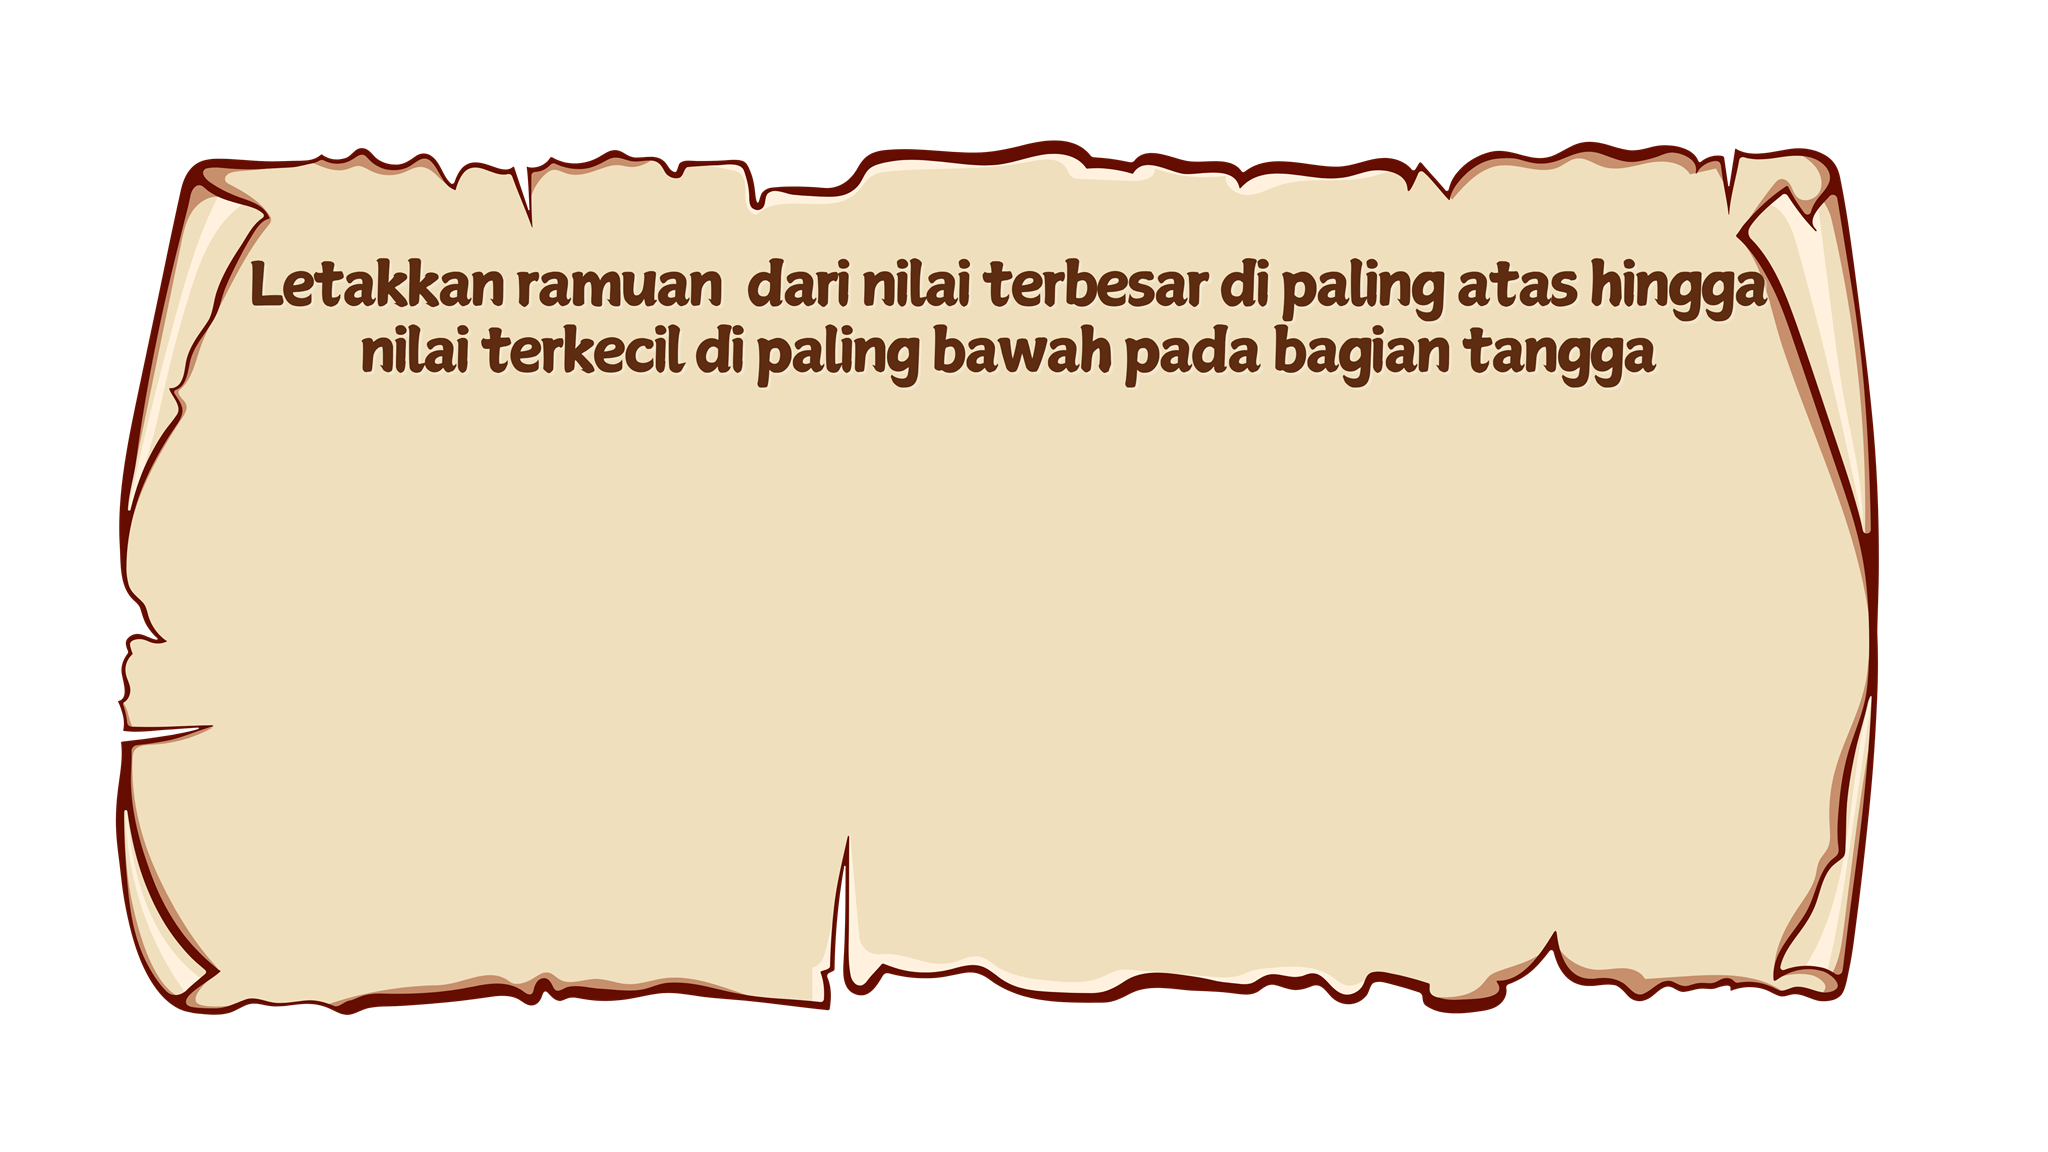 Letakkan ramuan  dari nilai terbesar di paling atas hingga
nilai terkecil di paling bawah pada bagian tangga